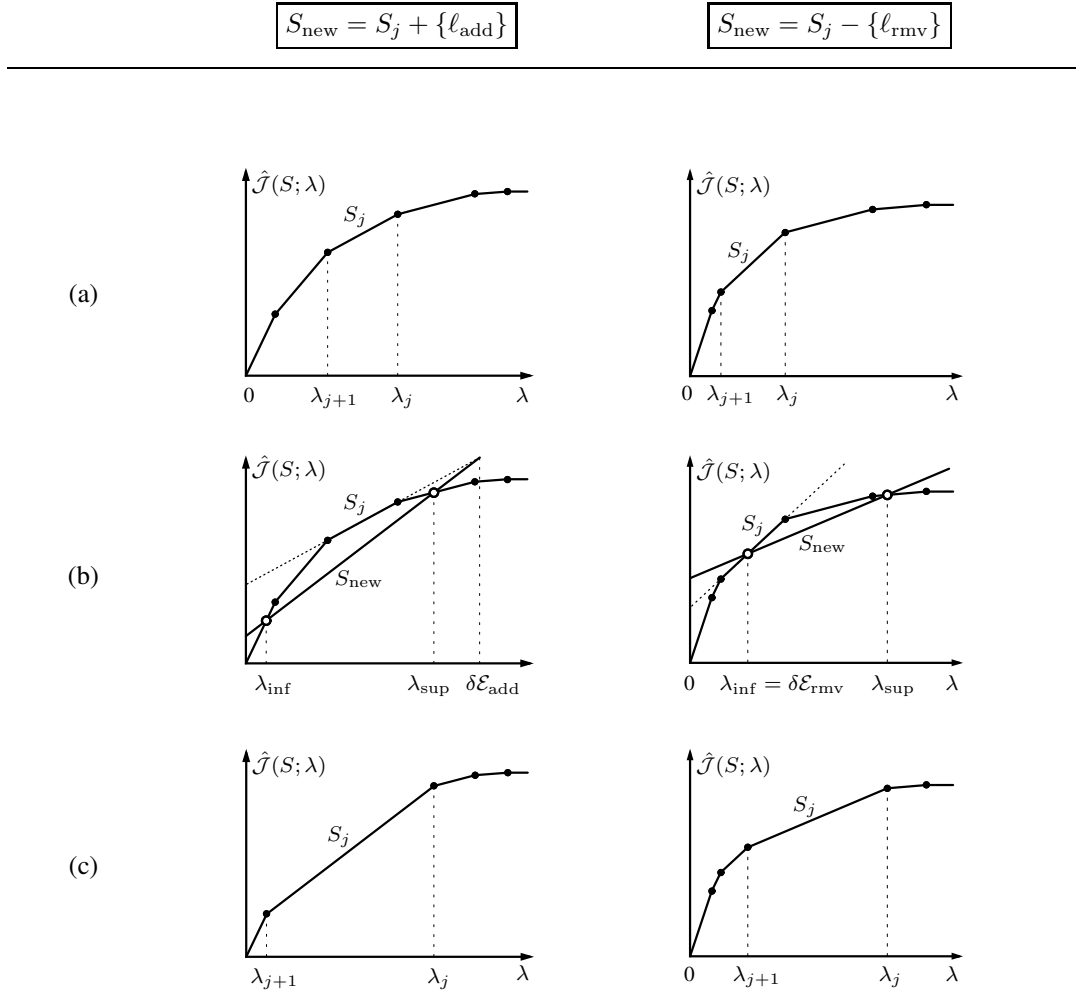 S_new = S_j + {ℓ_add} S_new = S_j − {ℓ_rmv}
(a)
Ĵ(S; λ)
S_j
0 λ_{j+1} λ_j λ
Ĵ(S; λ)
S_j
0 λ_{j+1} λ_j λ
(b)
Ĵ(S; λ)
S_j
S_new
λ_inf λ_sup δℰ_add
Ĵ(S; λ)
S_j
S_new
0 λ_inf = δℰ_rmv λ_sup λ
(c)
Ĵ(S; λ)
S_j
λ_{j+1} λ_j λ
Ĵ(S; λ)
S_j
0 λ_{j+1} λ_j λ